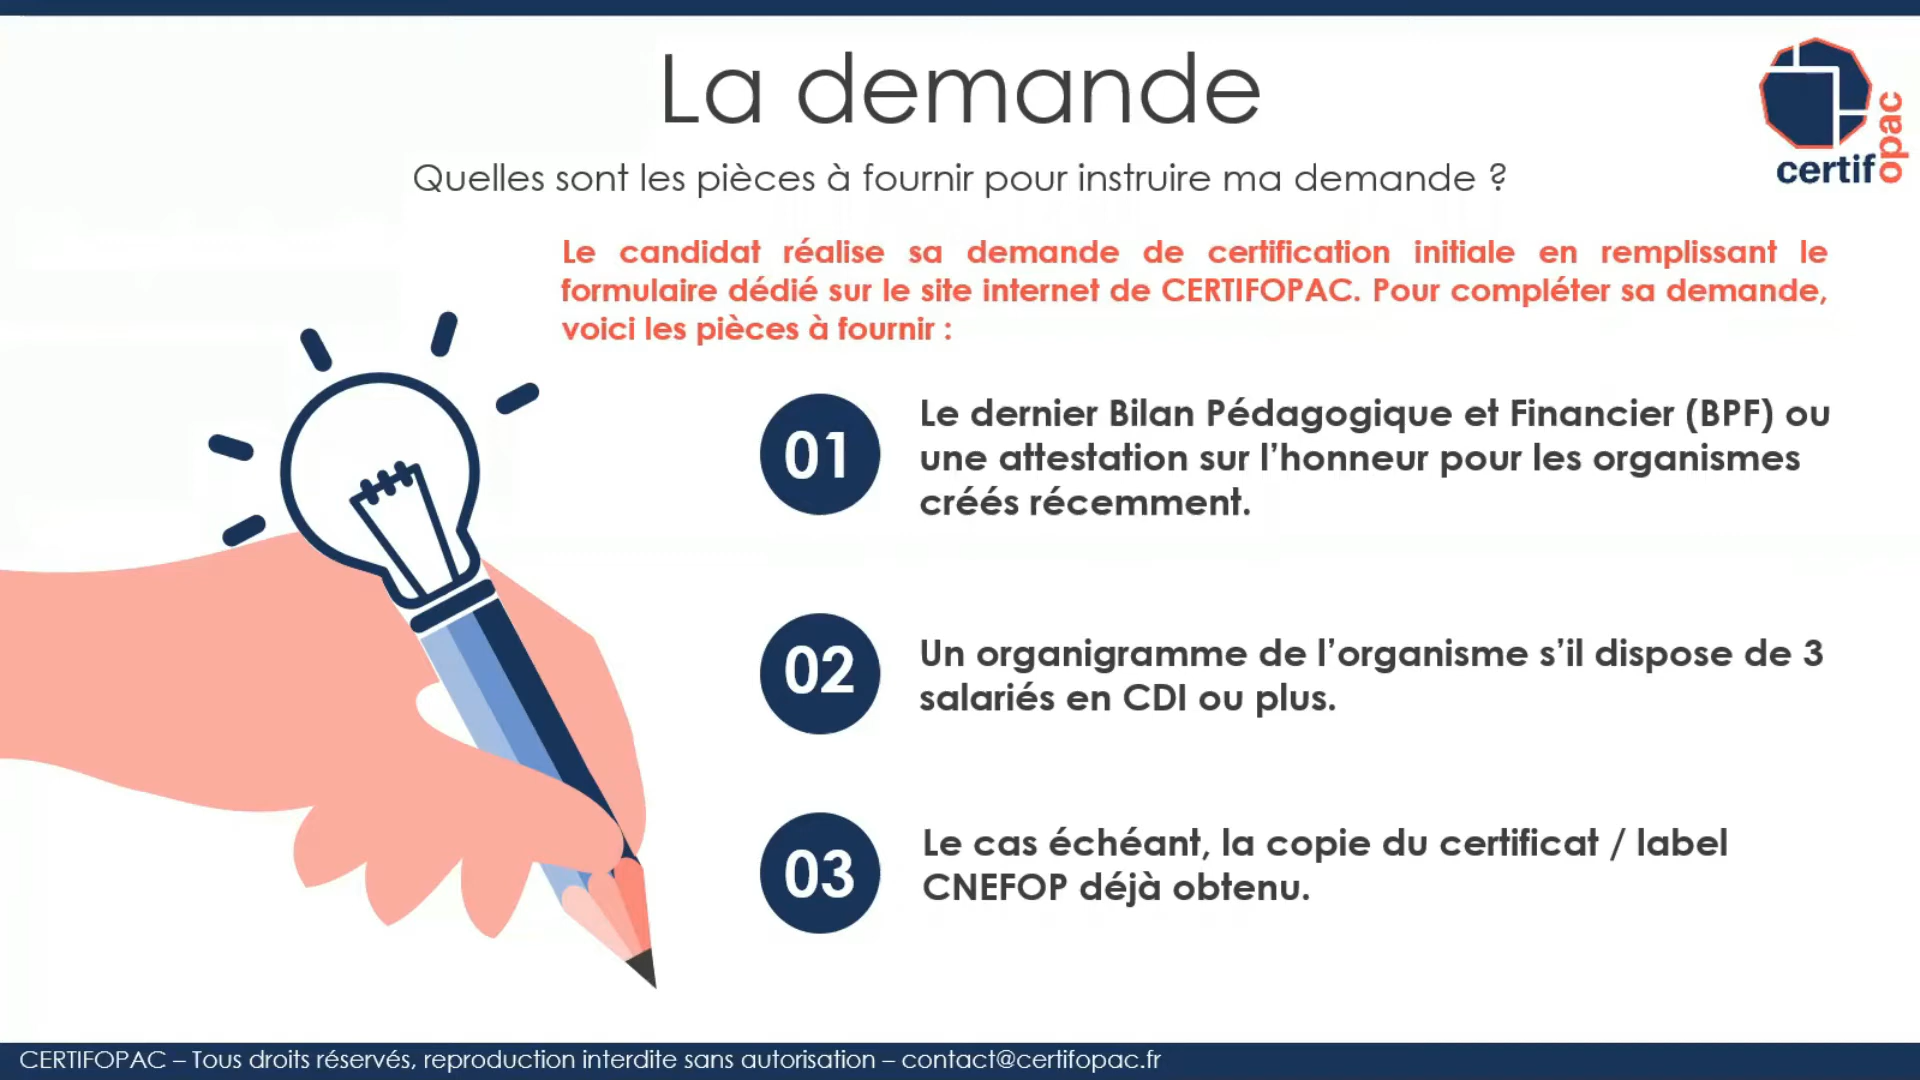 La demande
certifopac
Quelles sont les pièces à fournir pour instruire ma demande ?
Le candidat réalise sa demande de certification initiale en remplissant le
formulaire dédié sur le site internet de CERTIFOPAC. Pour compléter sa demande,
voici les pièces à fournir :
01
Le dernier Bilan Pédagogique et Financier (BPF) ou
une attestation sur l’honneur pour les organismes
créés récemment.
02
Un organigramme de l’organisme s’il dispose de 3
salariés en CDI ou plus.
03
Le cas échéant, la copie du certificat / label
CNEFOP déjà obtenu.
CERTIFOPAC – Tous droits réservés, reproduction interdite sans autorisation – contact@certifopac.fr